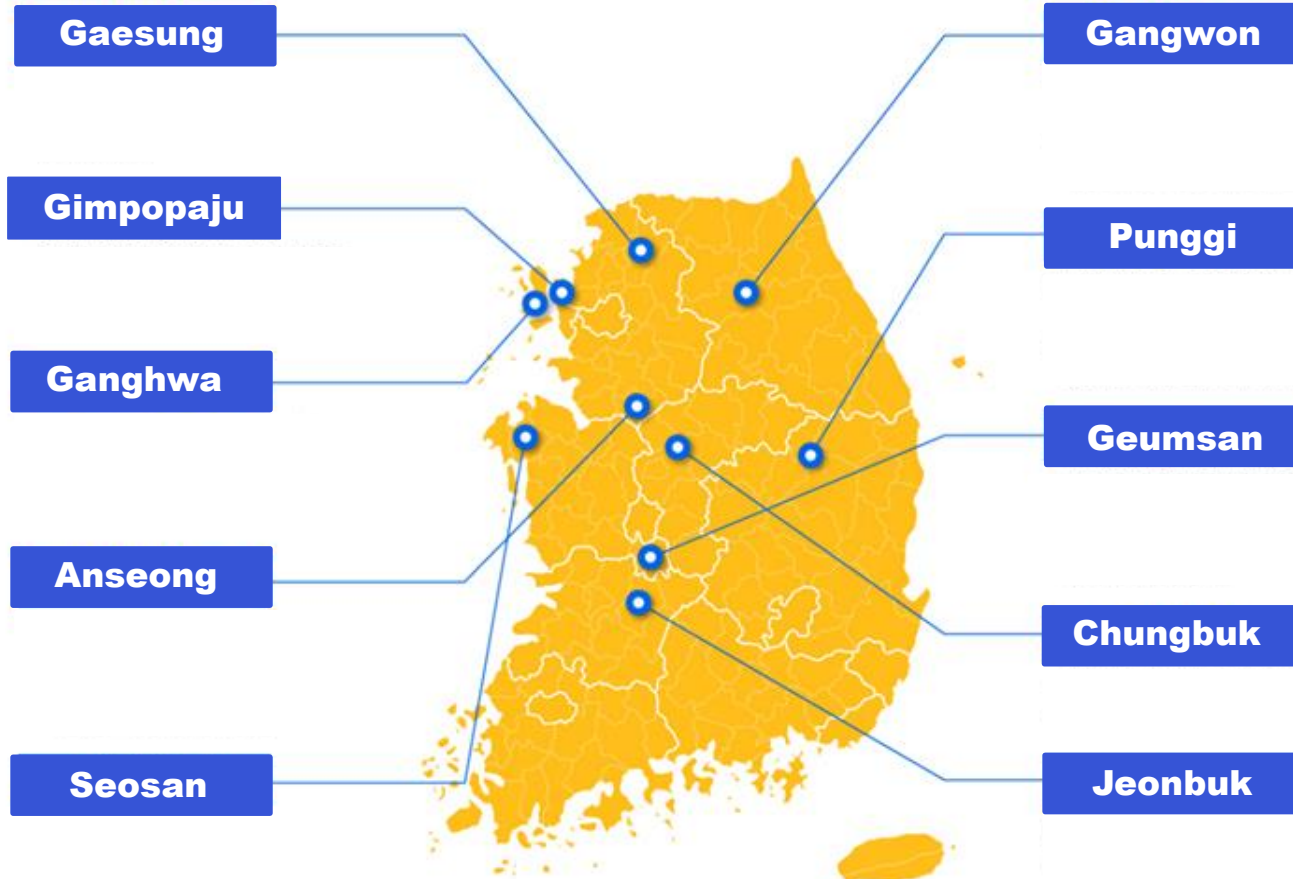 Gaesung
Gangwon
Gimpopaju
Punggi
Ganghwa
Geumsan
Anseong
Chungbuk
Seosan
Jeonbuk